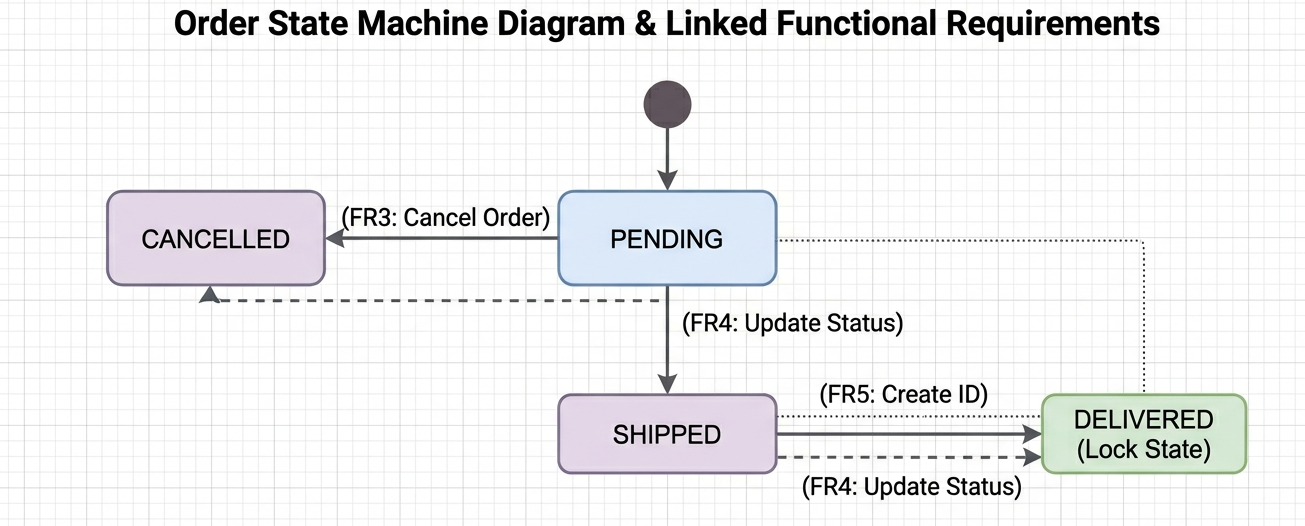 Order State Machine Diagram & Linked Functional Requirements
CANCELLED
(FR3: Cancel Order)
PENDING
(FR4: Update Status)
SHIPPED
(FR5: Create ID)
DELIVERED
(Lock State)
(FR4: Update Status)